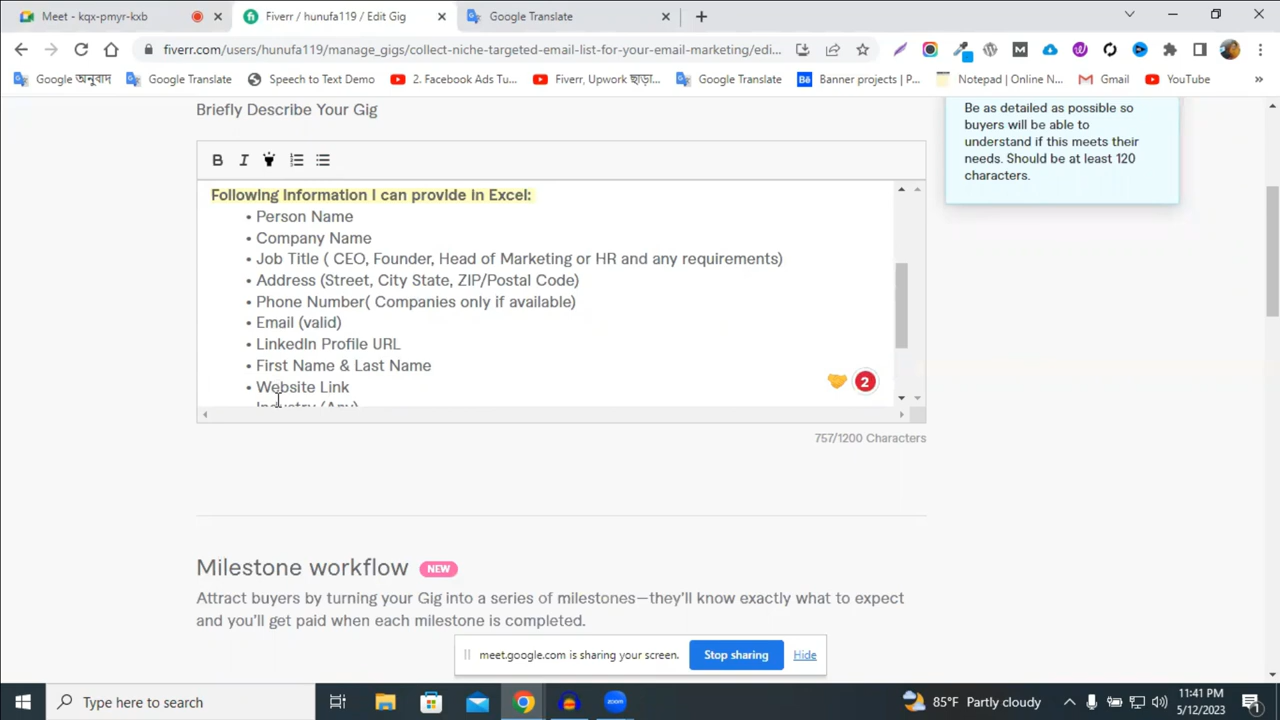 Meet - kqx-pmyr-kxb
Fiverr / hunufa119 / Edit Gig
Google Translate
fiverr.com/users/hunufa119/manage_gigs/collect-niche-targeted-email-list-for-your-email-marketing/edi...
Google অনুবাদ
Google Translate
Speech to Text Demo
2. Facebook Ads Tu...
Fiverr, Upwork ছাড়া...
Google Translate
Banner projects | P...
Notepad | Online N...
Gmail
YouTube
»
Briefly Describe Your Gig
Be as detailed as possible so
buyers will be able to
understand if this meets their
needs. Should be at least 120
characters.
B I
Following Information I can provide in Excel:
• Person Name
• Company Name
• Job Title ( CEO, Founder, Head of Marketing or HR and any requirements)
• Address (Street, City State, ZIP/Postal Code)
• Phone Number( Companies only if available)
• Email (valid)
• LinkedIn Profile URL
• First Name & Last Name
• Website Link
• Industry (Any)
2
757/1200 Characters
Milestone workflow NEW
Attract buyers by turning your Gig into a series of milestones—they'll know exactly what to expect
and you'll get paid when each milestone is completed.
meet.google.com is sharing your screen. Stop sharing Hide
Type here to search
zoom
85°F Partly cloudy
11:41 PM
5/12/2023
1